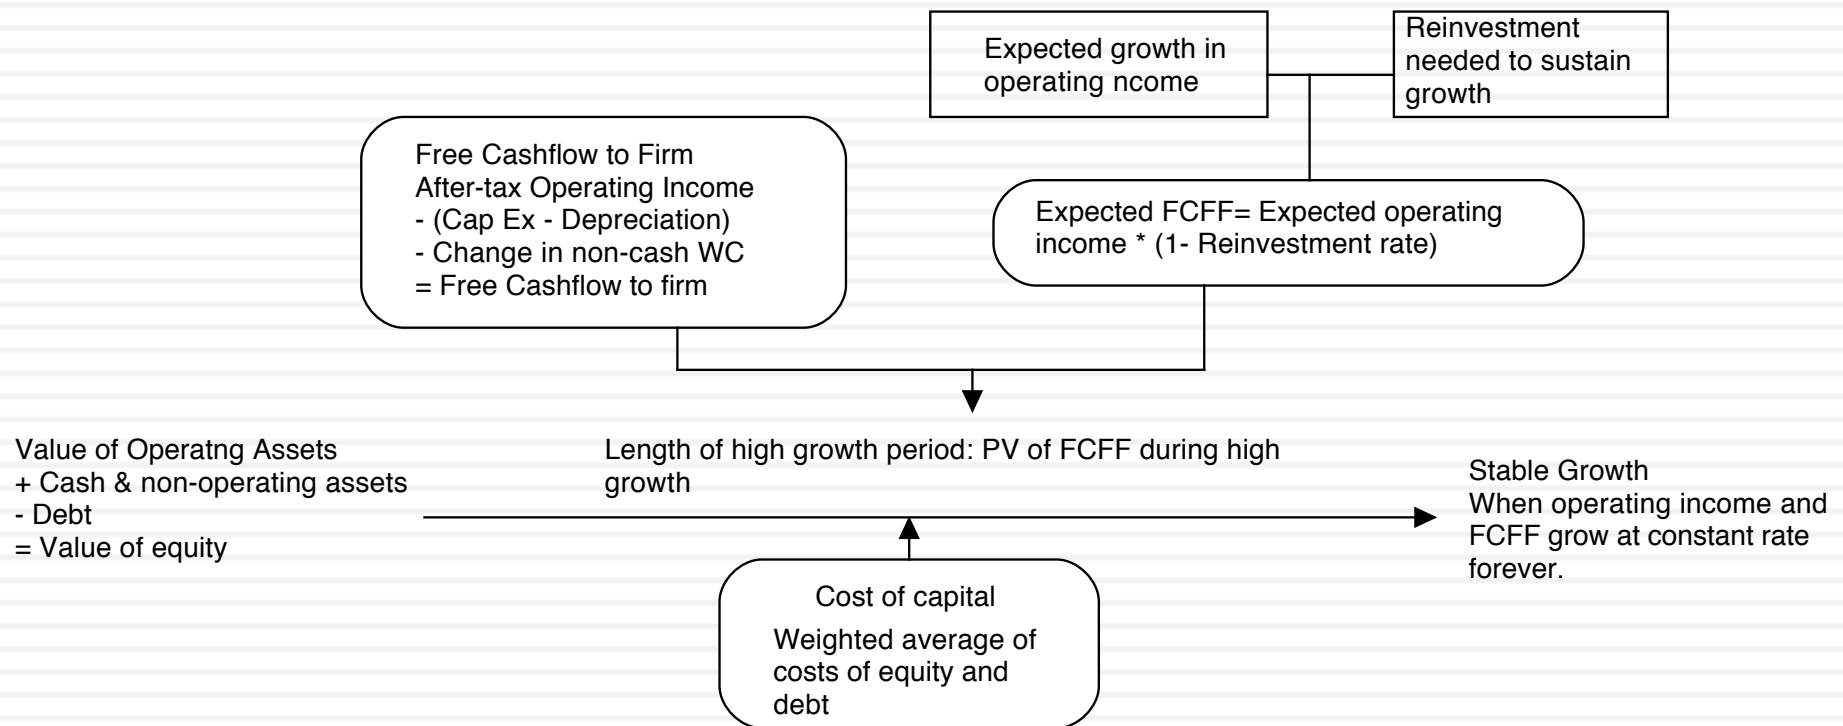 Expected growth in
operating ncome
Reinvestment
needed to sustain
growth
Free Cashflow to Firm
After-tax Operating Income
- (Cap Ex - Depreciation)
- Change in non-cash WC
= Free Cashflow to firm
Expected FCFF= Expected operating
income * (1- Reinvestment rate)
Value of Operatng Assets
+ Cash & non-operating assets
- Debt
= Value of equity
Length of high growth period: PV of FCFF during high
growth
Stable Growth
When operating income and
FCFF grow at constant rate
forever.
Cost of capital
Weighted average of
costs of equity and
debt